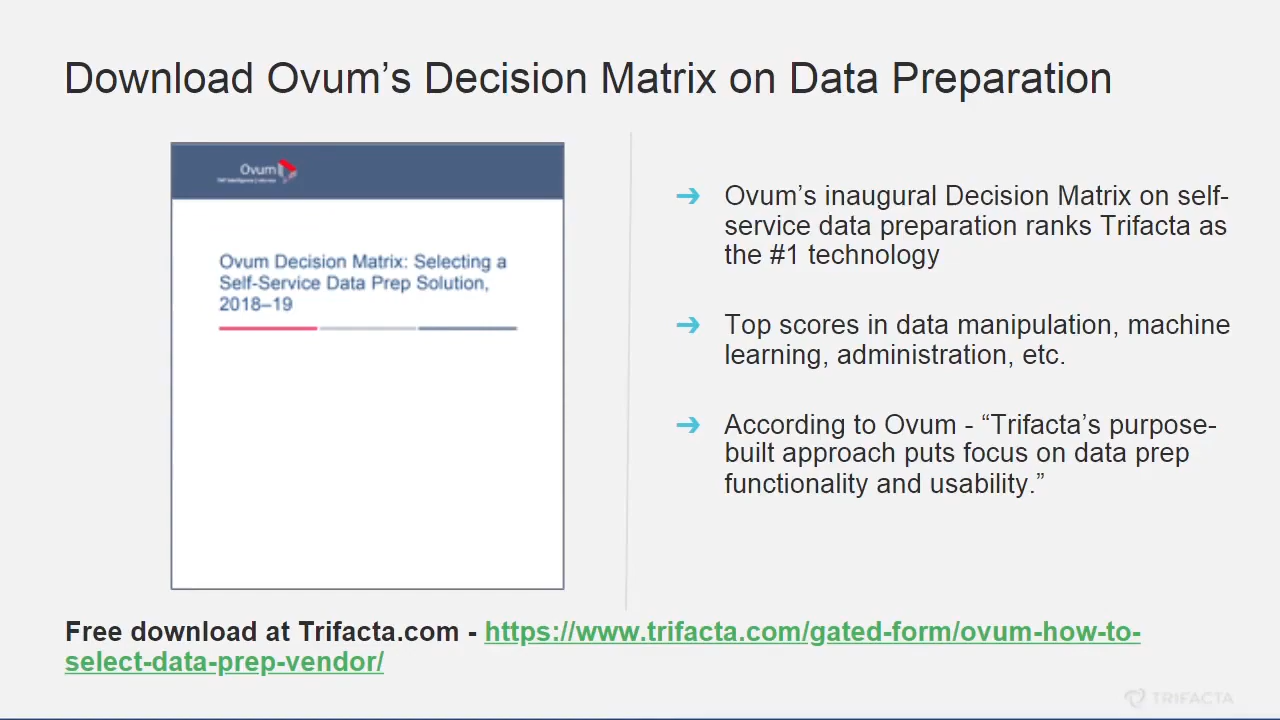 Download Ovum’s Decision Matrix on Data Preparation
Ovum
Ovum Decision Matrix: Selecting a
Self-Service Data Prep Solution,
2018–19
➔ Ovum’s inaugural Decision Matrix on self-
service data preparation ranks Trifacta as
the #1 technology
➔ Top scores in data manipulation, machine
learning, administration, etc.
➔ According to Ovum - “Trifacta’s purpose-
built approach puts focus on data prep
functionality and usability.”
Free download at Trifacta.com - https://www.trifacta.com/gated-form/ovum-how-to-
select-data-prep-vendor/
TRIFACTA